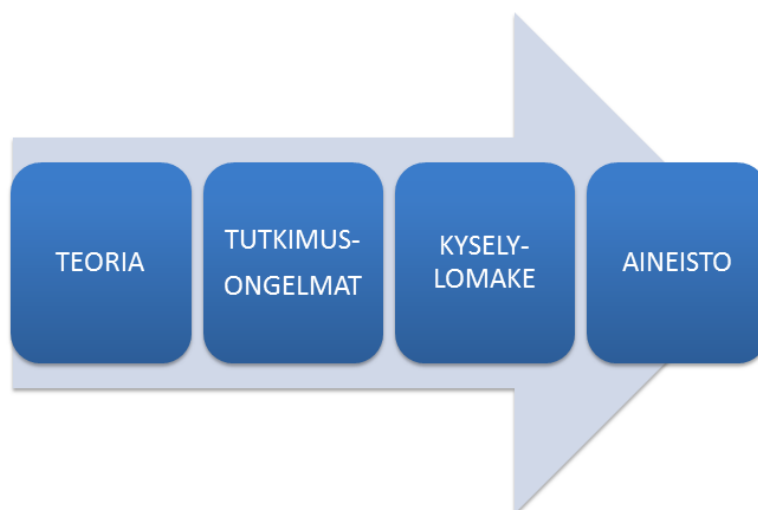 TEORIA
TUTKIMUS-
ONGELMAT
KYSELY-
LOMAKE
AINEISTO